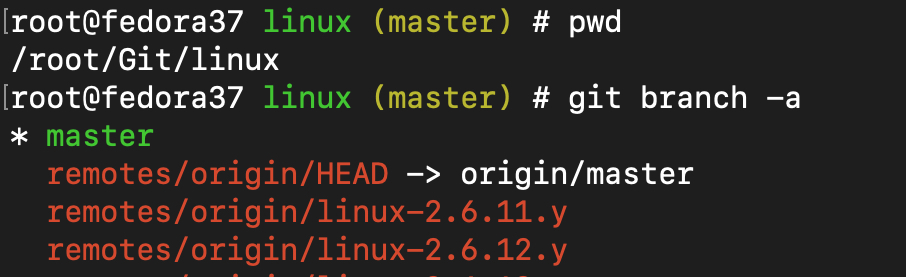 [root@fedora37 linux (master) # pwd
/root/Git/linux
[root@fedora37 linux (master) # git branch -a
* master
remotes/origin/HEAD -> origin/master
remotes/origin/linux-2.6.11.y
remotes/origin/linux-2.6.12.y